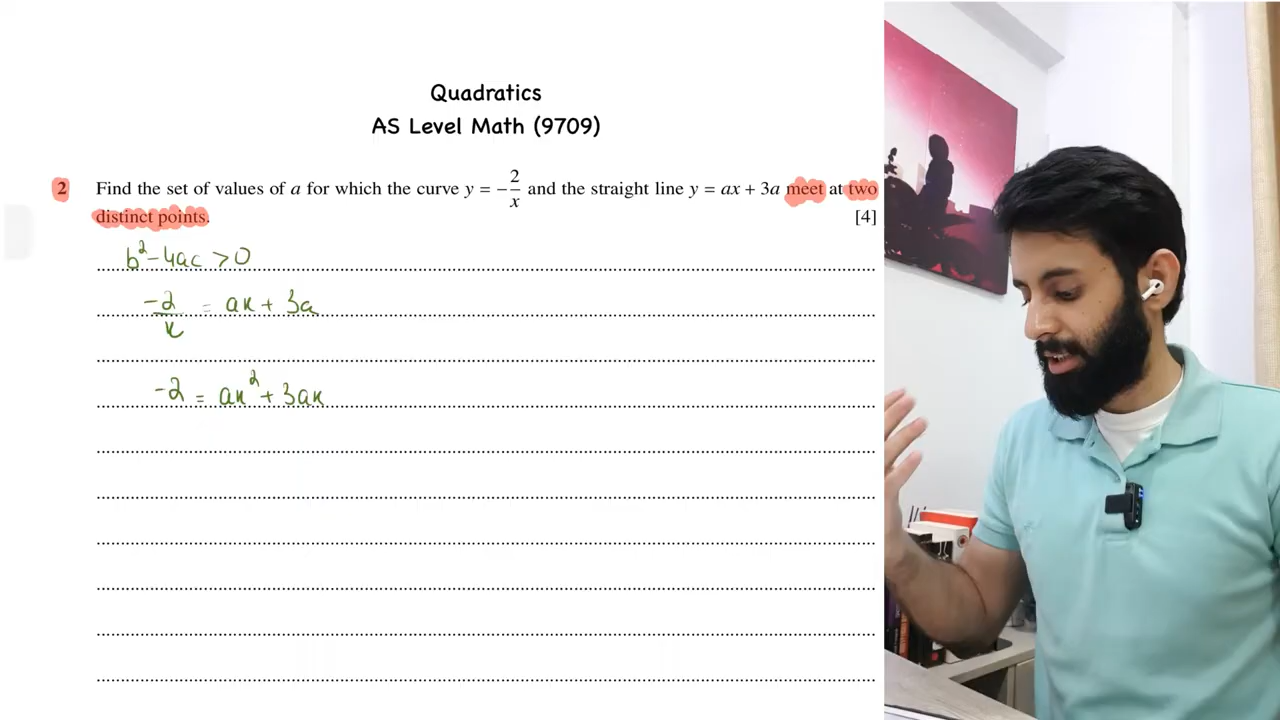 Quadratics
AS Level Math (9709)
2 Find the set of values of a for which the curve y = -2/x and the straight line y = ax + 3a meet at two
distinct points. [4]
b² - 4ac > 0
-2/x = ax + 3a
-2 = ax² + 3ax